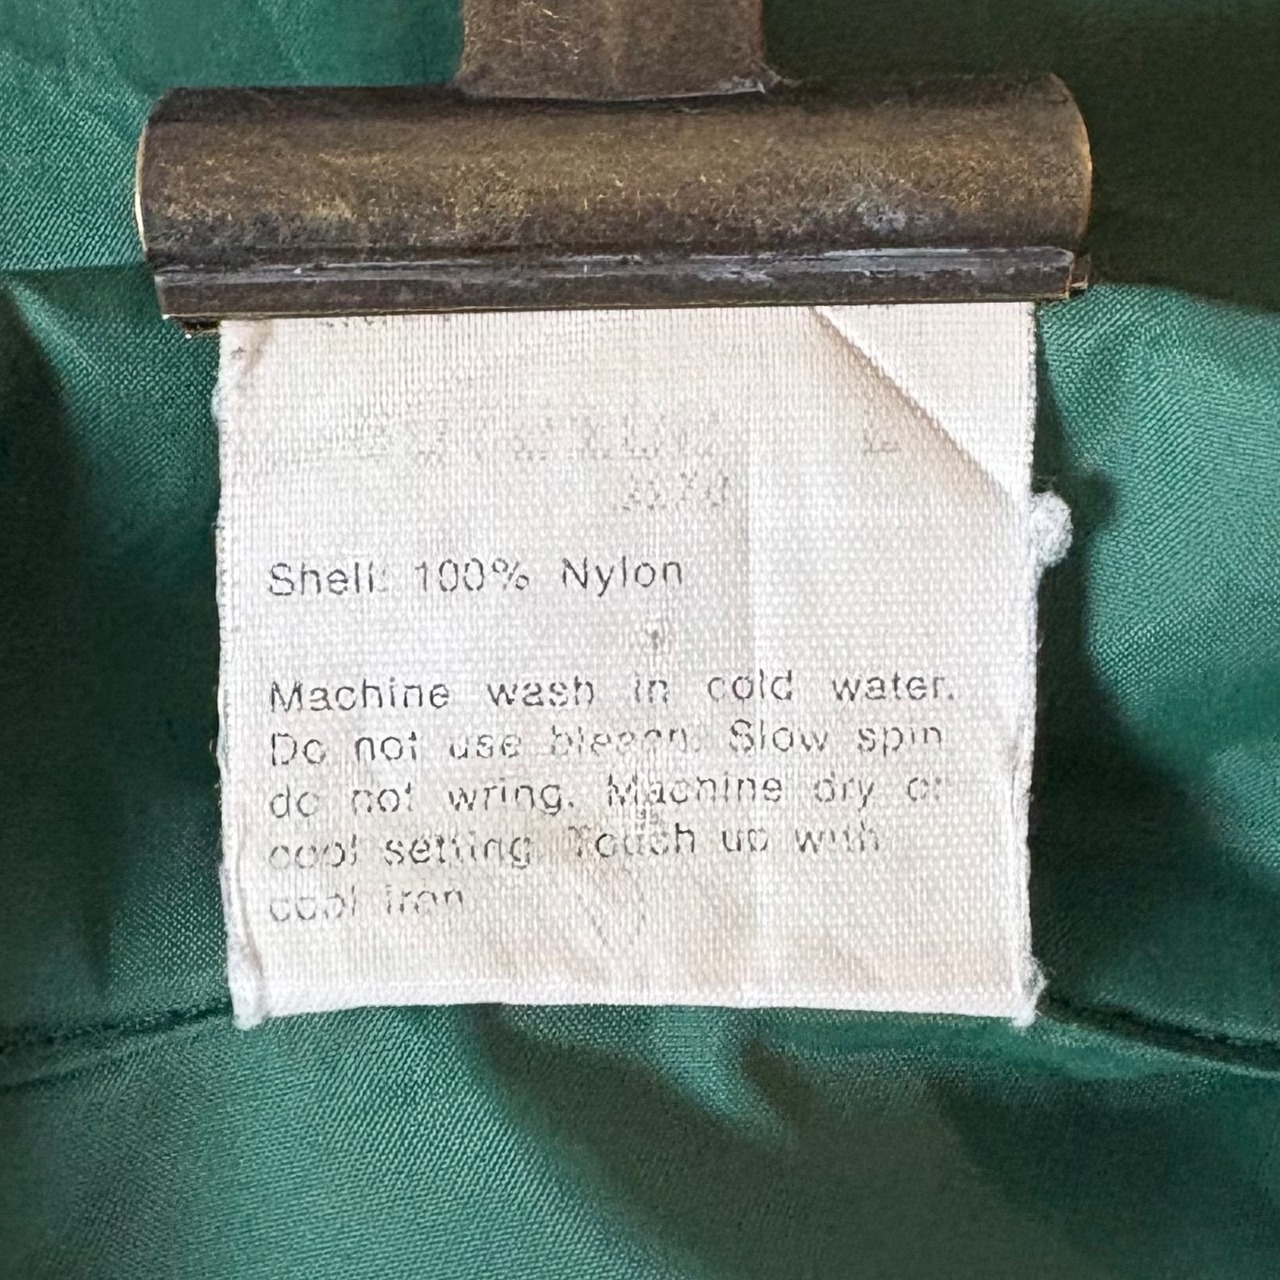 Shell: 100% Nylon
Machine wash in cold water.
Do not use bleach. Slow spin
do not wring. Machine dry on
cool setting. Touch up with
cool iron